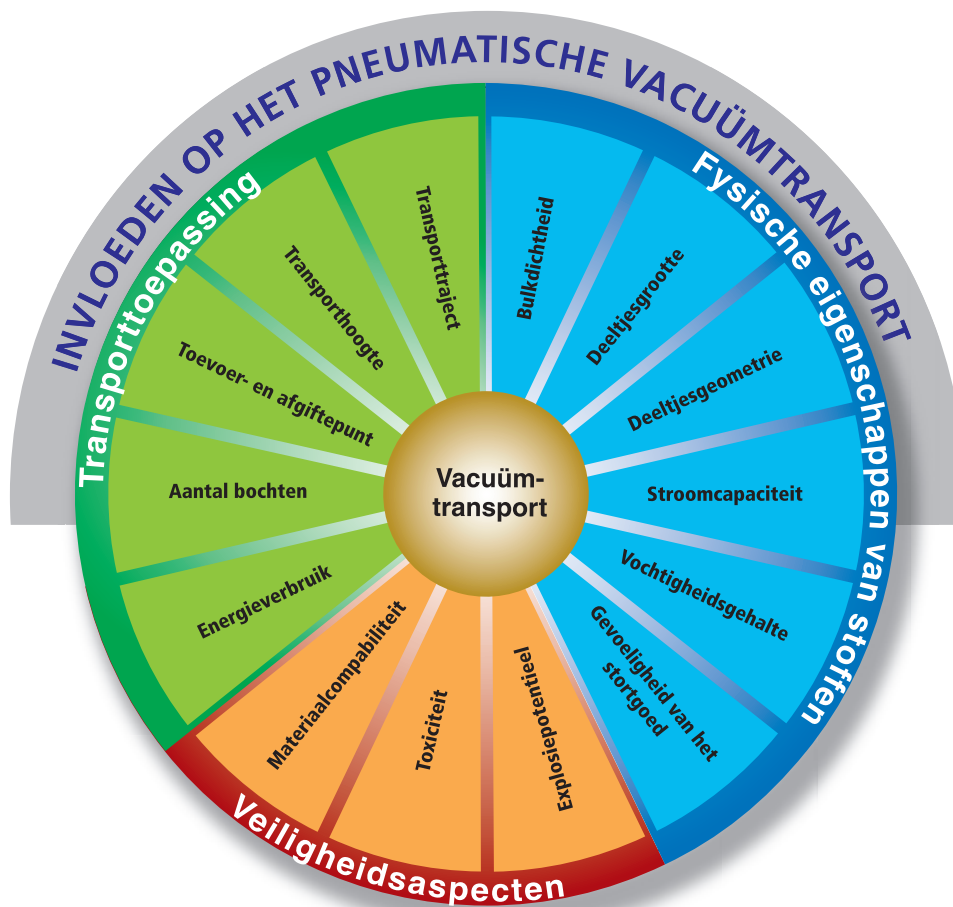 INVLOEDEN OP HET PNEUMATISCHE VACUÜMTRANSPORT
Transporttoepassing
Fysische eigenschappen van stoffen
Veiligheidsaspecten
Vacuüm-
transport
Bulkdichtheid
Deeltjesgrootte
Deeltjesgeometrie
Stroomcapaciteit
Vochtigheidsgehalte
Gevoeligheid van het
stortgoed
Explosiepotentieel
Toxiciteit
Materiaalcompabiliteit
Energieverbruik
Aantal bochten
Toevoer- en afgiftepunt
Transporthoogte
Transporttraject